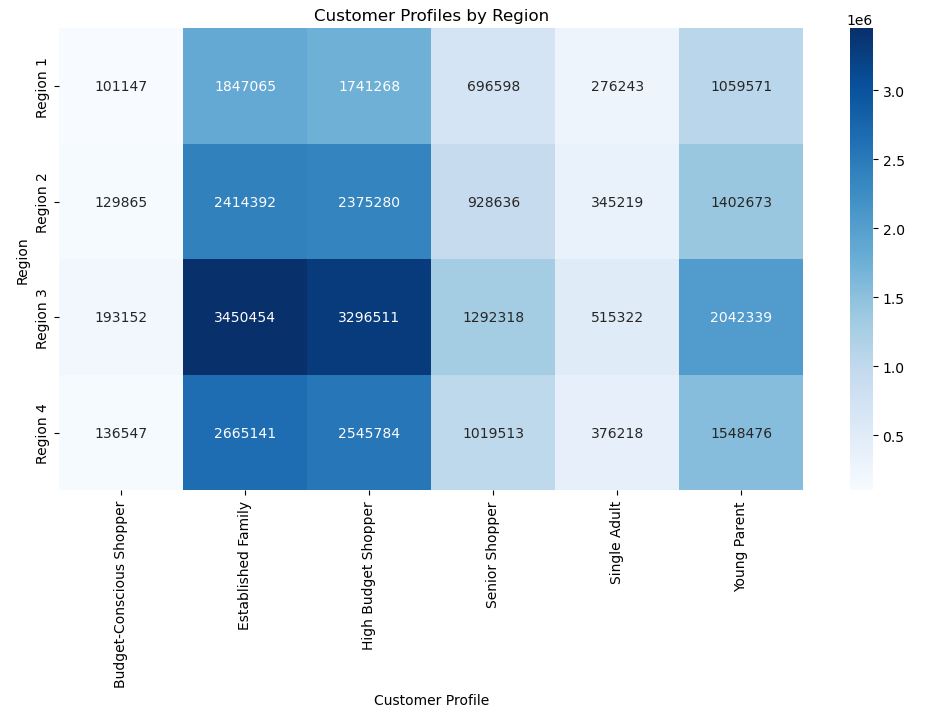 Customer Profiles by Region
1e6
Region 1
101147 1847065 1741268 696598 276243 1059571
3.0
Region 2
129865 2414392 2375280 928636 345219 1402673
2.5
2.0
Region
Region 3
193152 3450454 3296511 1292318 515322 2042339
1.5
1.0
Region 4
136547 2665141 2545784 1019513 376218 1548476
0.5
Budget-Conscious Shopper
Established Family
High Budget Shopper
Senior Shopper
Single Adult
Young Parent
Customer Profile